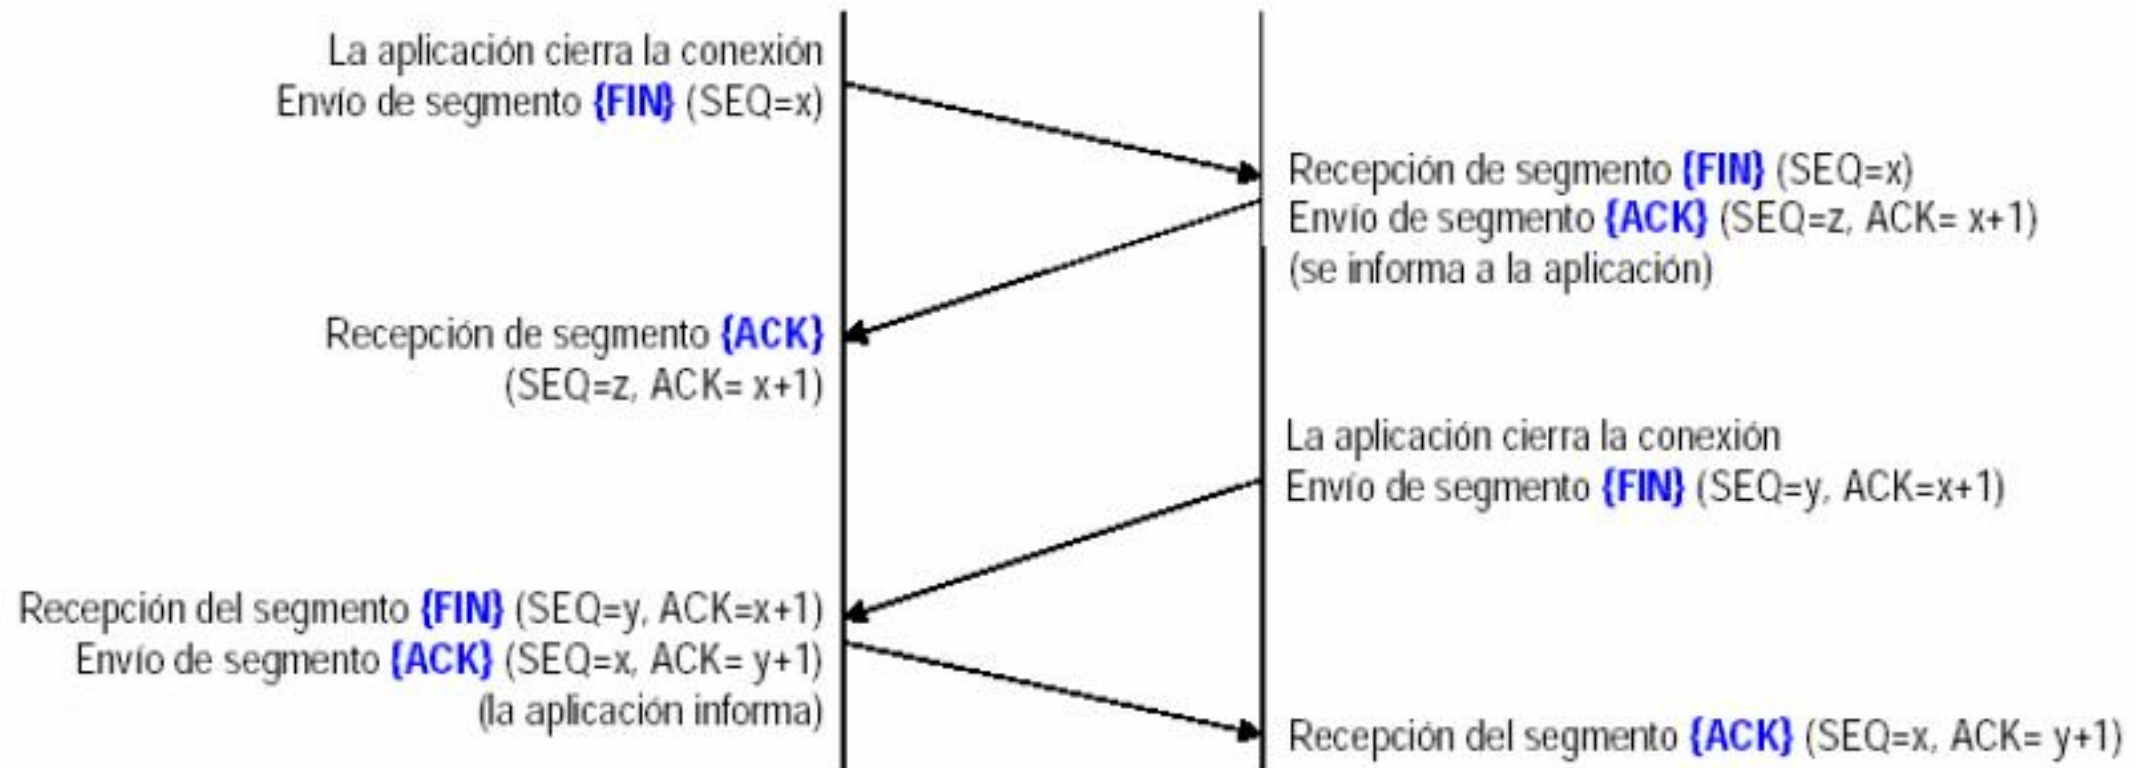 La aplicación cierra la conexión
Envío de segmento {FIN} (SEQ=x)
Recepción de segmento {FIN} (SEQ=x)
Envío de segmento {ACK} (SEQ=z, ACK= x+1)
(se informa a la aplicación)
Recepción de segmento {ACK}
(SEQ=z, ACK= x+1)
La aplicación cierra la conexión
Envío de segmento {FIN} (SEQ=y, ACK=x+1)
Recepción del segmento {FIN} (SEQ=y, ACK=x+1)
Envío de segmento {ACK} (SEQ=x, ACK= y+1)
(la aplicación informa)
Recepción del segmento {ACK} (SEQ=x, ACK= y+1)